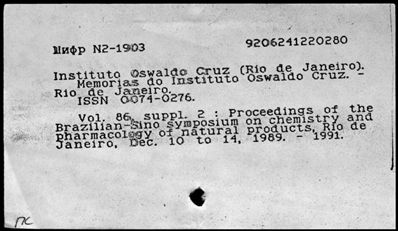 Шифр N2-1903 9206241220280
Instituto Oswaldo Cruz (Rio de Janeiro).
Memorias do Instituto Oswaldo Cruz. -
Rio de Janeiro.
ISSN 0074-0276.
Vol. 86, suppl. 2 : Proceedings of the
Brazilian-Sino symposium on chemistry and
pharmacology of natural products, Rio de
Janeiro, Dec. 10 to 14, 1989. - 1991.